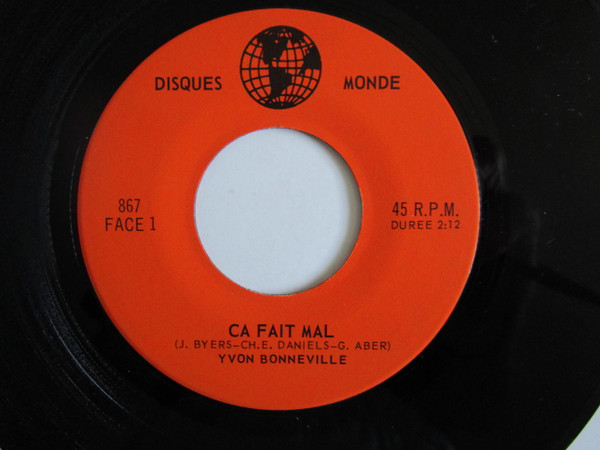 DISQUES MONDE
867
FACE 1
45 R.P.M.
DUREE 2:12
CA FAIT MAL
(J. BYERS-CH.E. DANIELS-G. ABER)
YVON BONNEVILLE